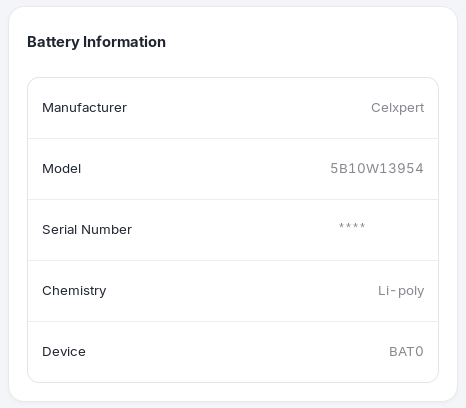 Battery Information
Manufacturer Celxpert
Model 5B10W13954
Serial Number ****
Chemistry Li-poly
Device BAT0